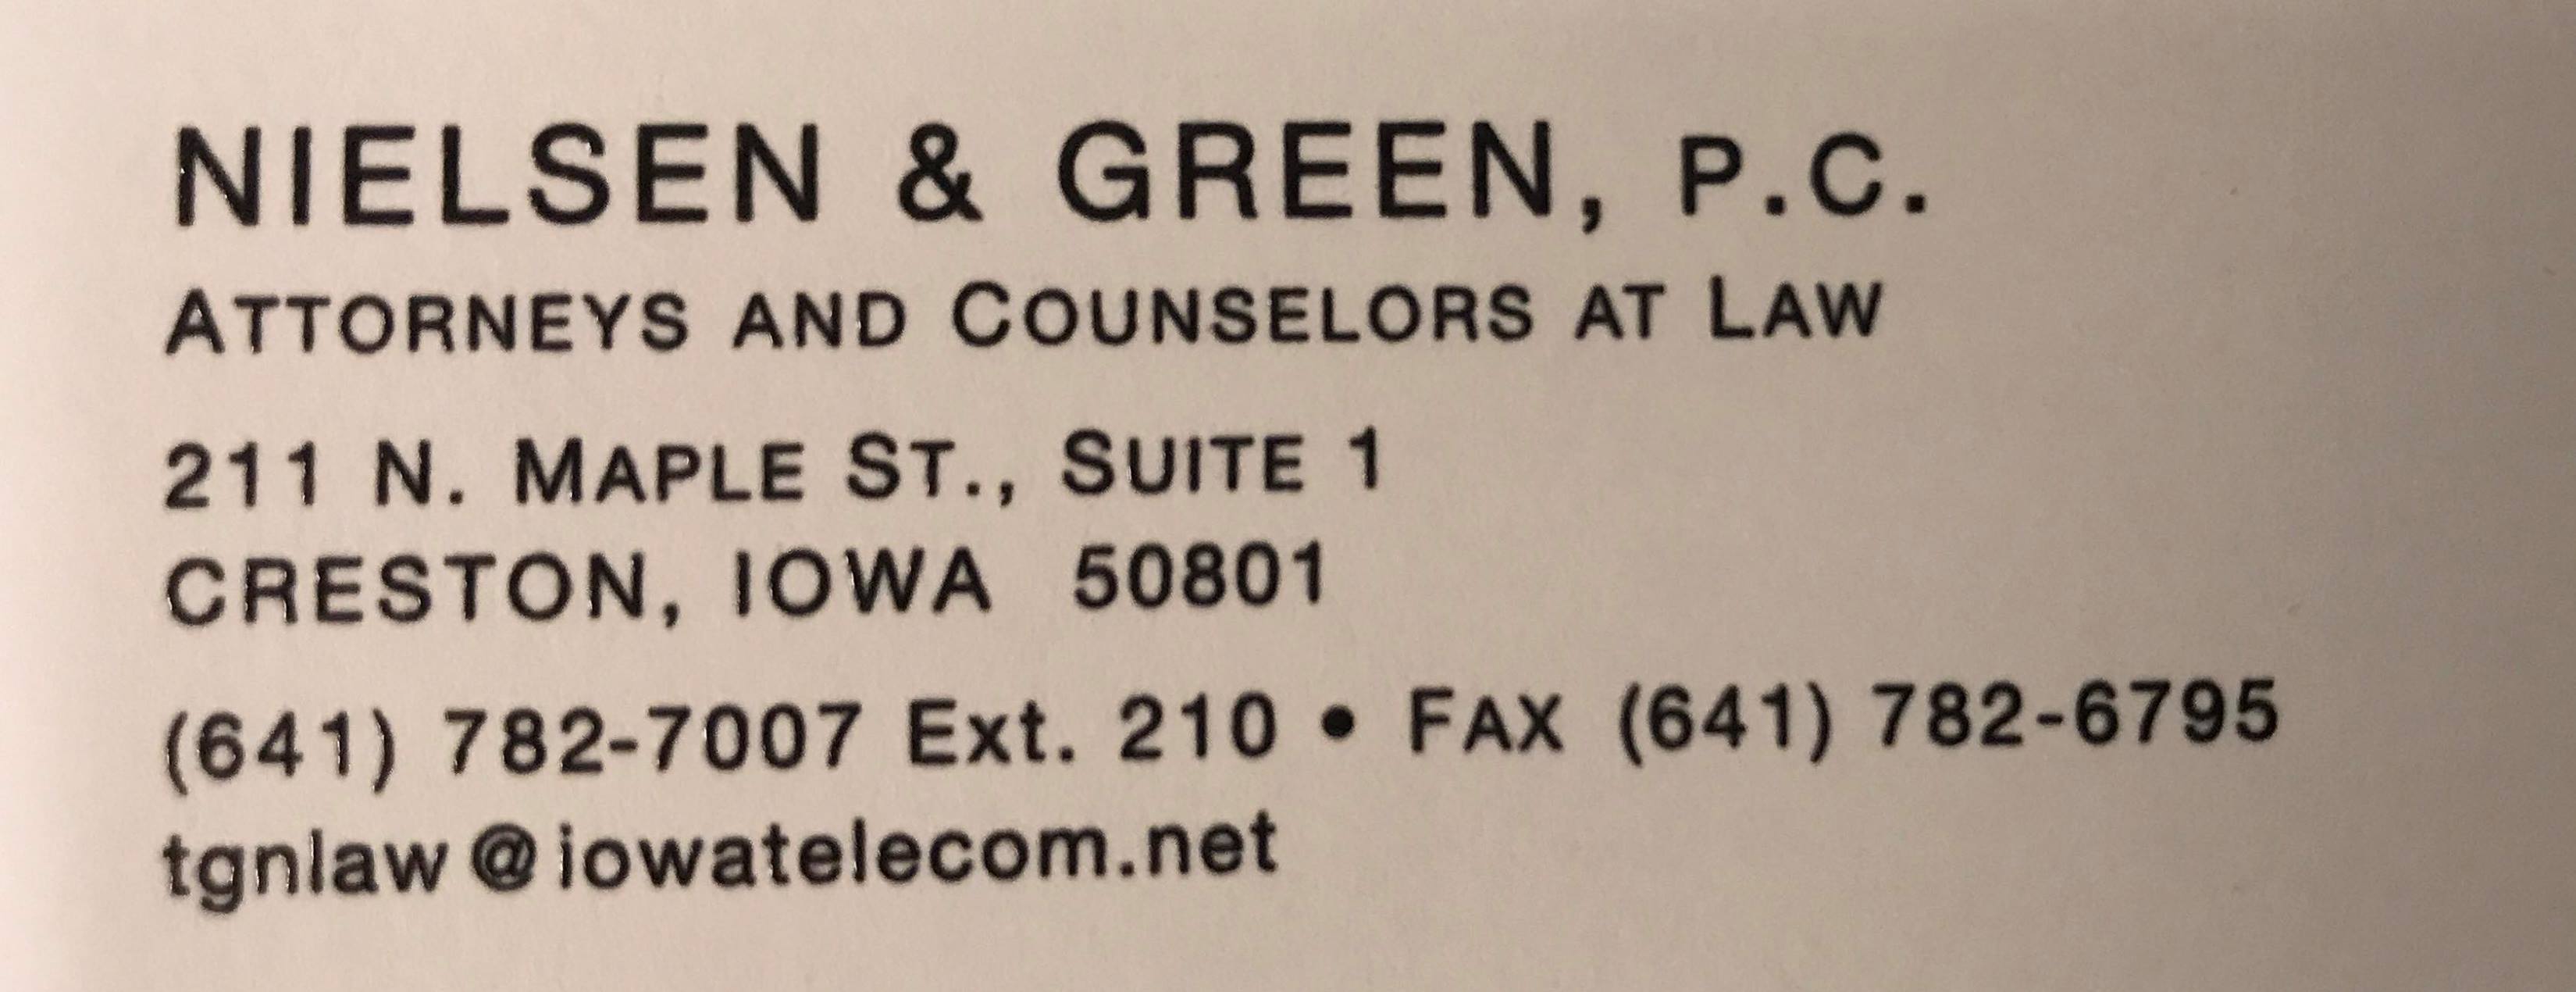 NIELSEN & GREEN, P.C.
ATTORNEYS AND COUNSELORS AT LAW
211 N. MAPLE ST., SUITE 1
CRESTON, IOWA 50801
(641) 782-7007 Ext. 210 • FAX (641) 782-6795
tgnlaw@iowatelecom.net